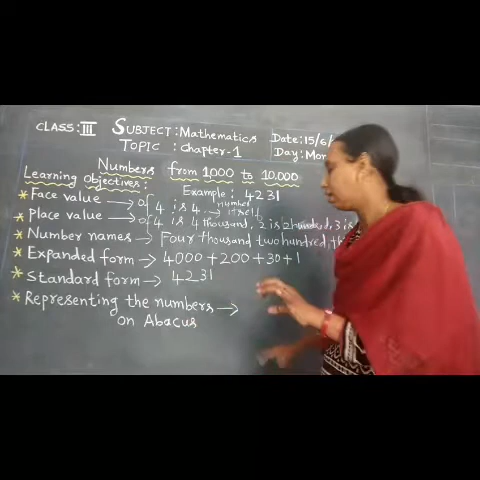 CLASS: III SUBJECT: Mathematics Date: 15/6/
TOPIC : chapter-1 Day: Mon
Numbers from 1000 to 10.000
Learning objectives: Example: 4231
* Face value → of 4 is 4. → number itself
* Place value → of 4 is 4 thousand, 2 is 2 hundred, 3 is
* Number names → Four thousand two hundred, th
* Expanded form → 4000 + 200 + 30 + 1
* Standard form → 4231
* Representing the numbers →
on Abacus